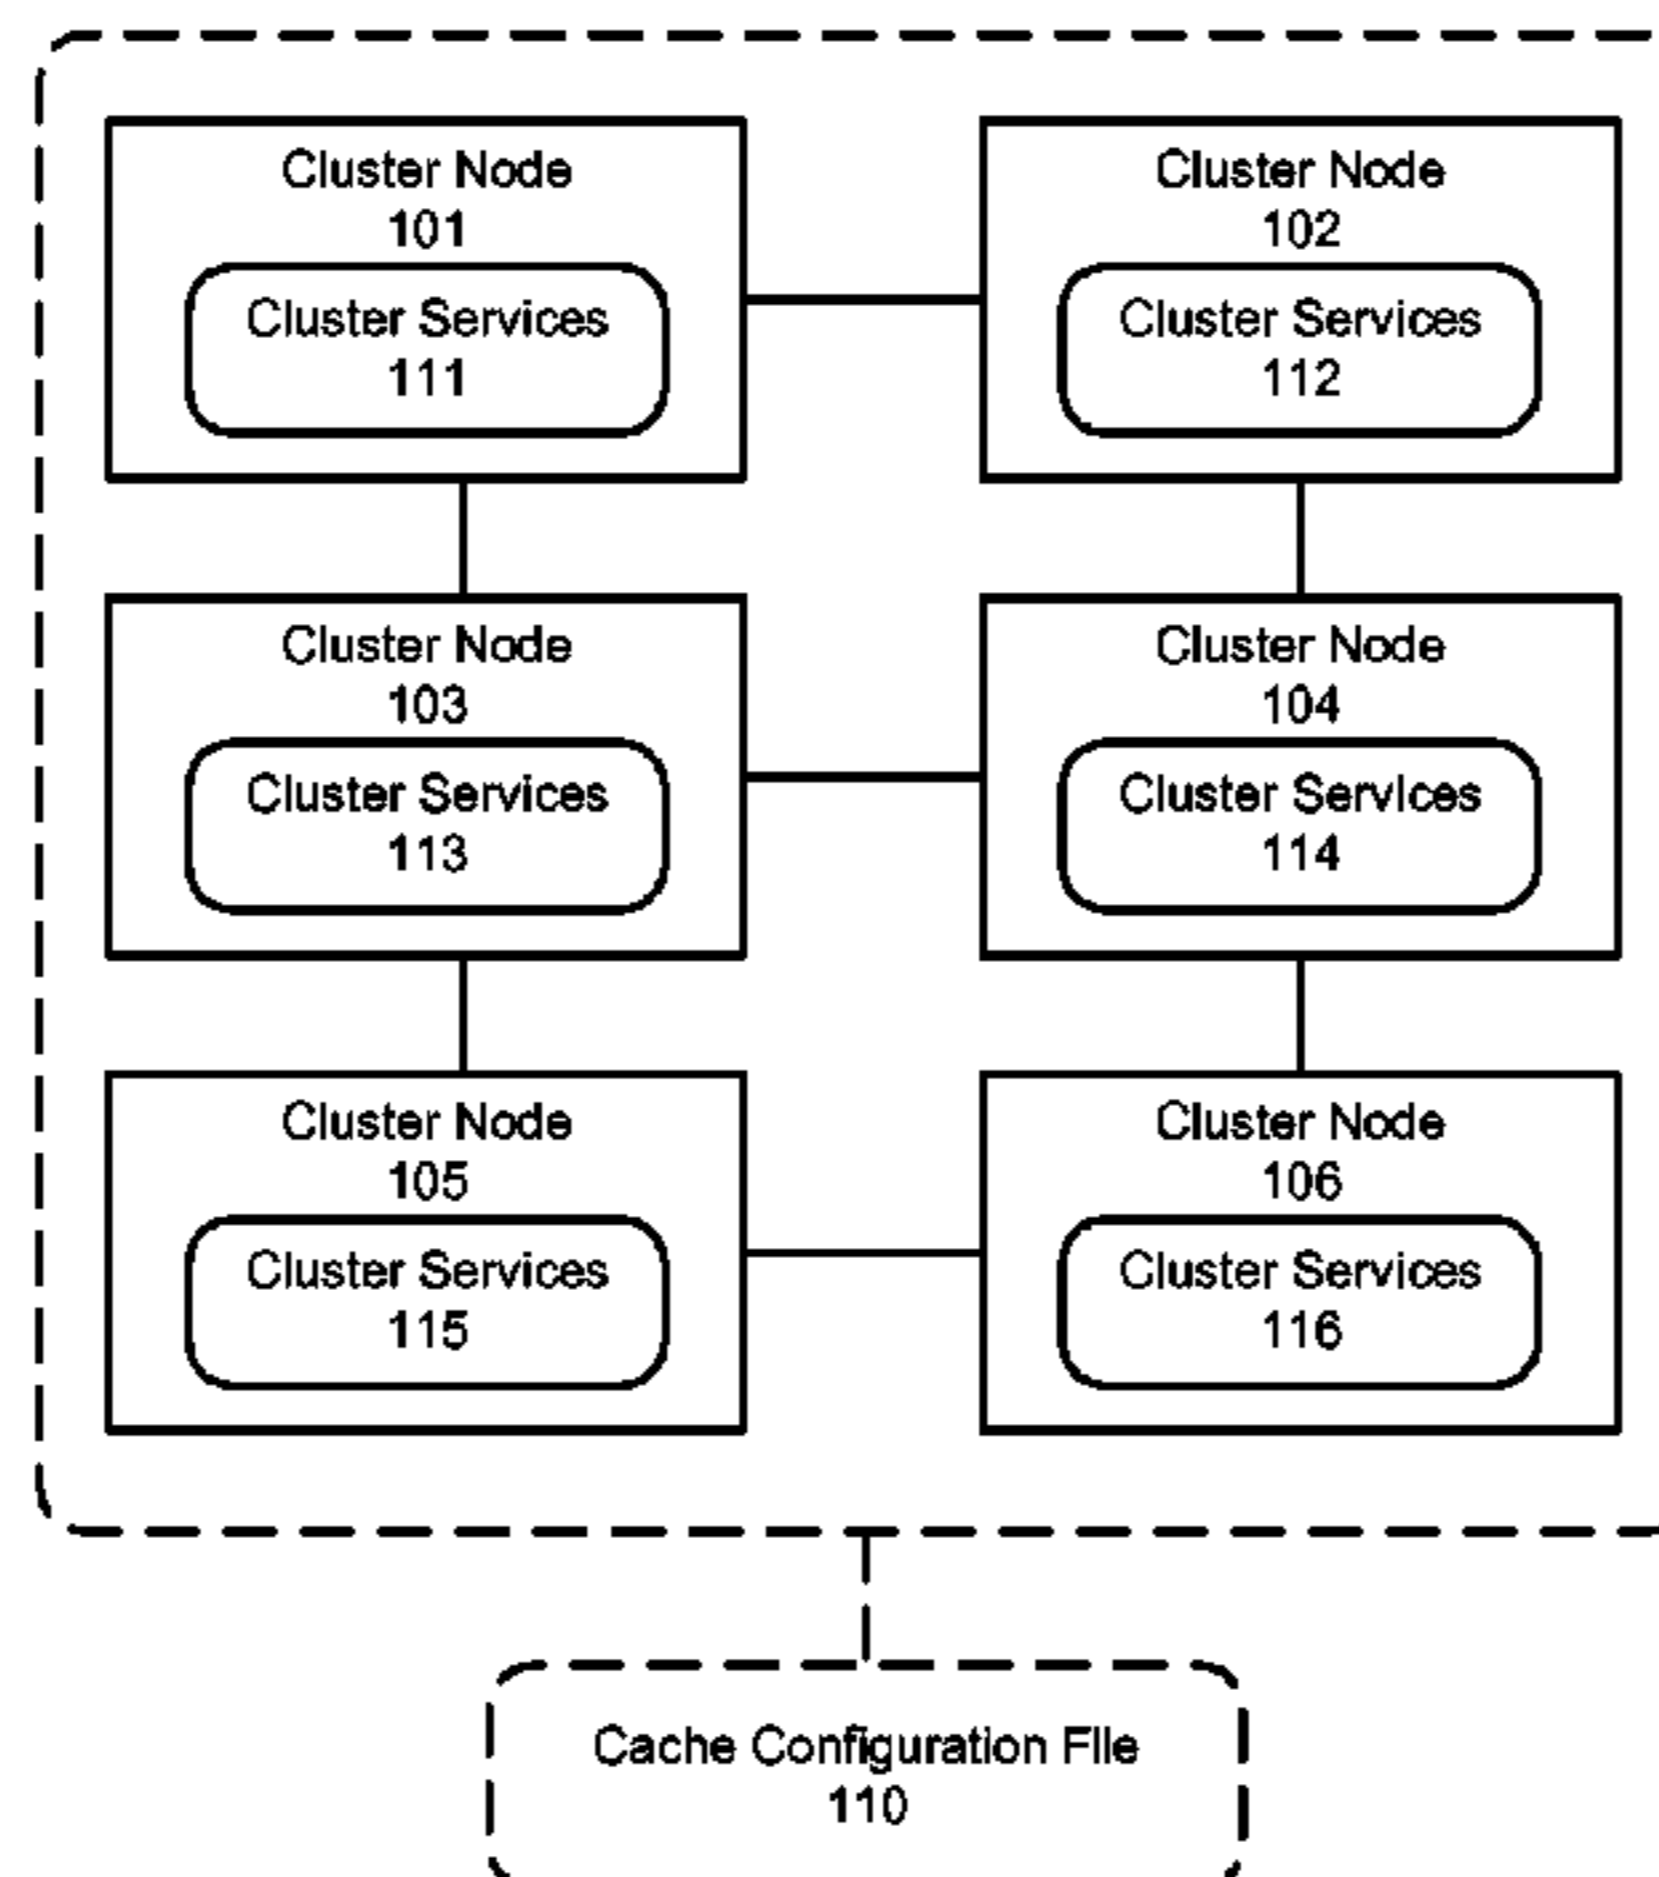 Cluster Node
101
Cluster Services
111
Cluster Node
102
Cluster Services
112
Cluster Node
103
Cluster Services
113
Cluster Node
104
Cluster Services
114
Cluster Node
105
Cluster Services
115
Cluster Node
106
Cluster Services
116
Cache Configuration File
110